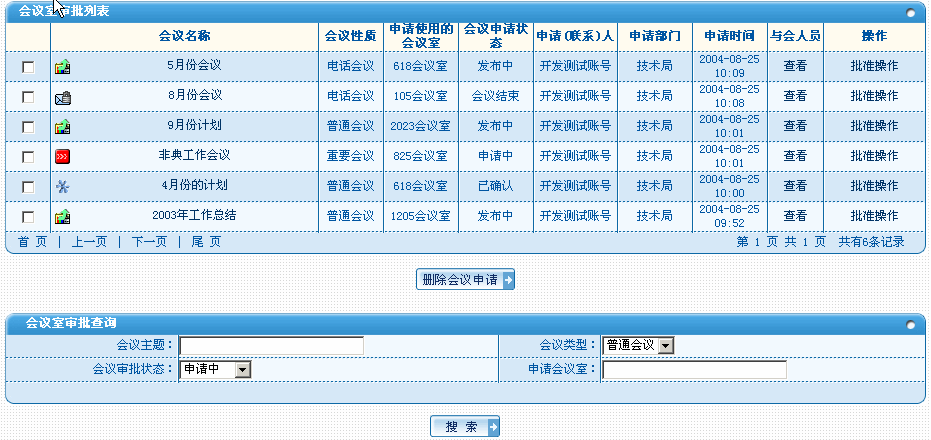 会议室审批列表
会议名称 会议性质 申请使用的会议室 会议申请状态 申请(联系)人 申请部门 申请时间 与会人员 操作
5月份会议 电话会议 618会议室 发布中 开发测试账号 技术局 2004-08-25 10:09 查看 批准操作
8月份会议 电话会议 105会议室 会议结束 开发测试账号 技术局 2004-08-25 10:08 查看 批准操作
9月份计划 普通会议 2023会议室 发布中 开发测试账号 技术局 2004-08-25 10:01 查看 批准操作
非典工作会议 重要会议 825会议室 申请中 开发测试账号 技术局 2004-08-25 10:01 查看 批准操作
4月份的计划 普通会议 618会议室 已确认 开发测试账号 技术局 2004-08-25 10:00 查看 批准操作
2003年工作总结 普通会议 1205会议室 发布中 开发测试账号 技术局 2004-08-25 09:52 查看 批准操作
首 页 | 上一页 | 下一页 | 尾 页 第 1 页 共 1 页 共有6条记录
删除会议申请
会议室审批查询
会议主题： 会议类型： 普通会议
会议审批状态： 申请中 申请会议室：
搜 索